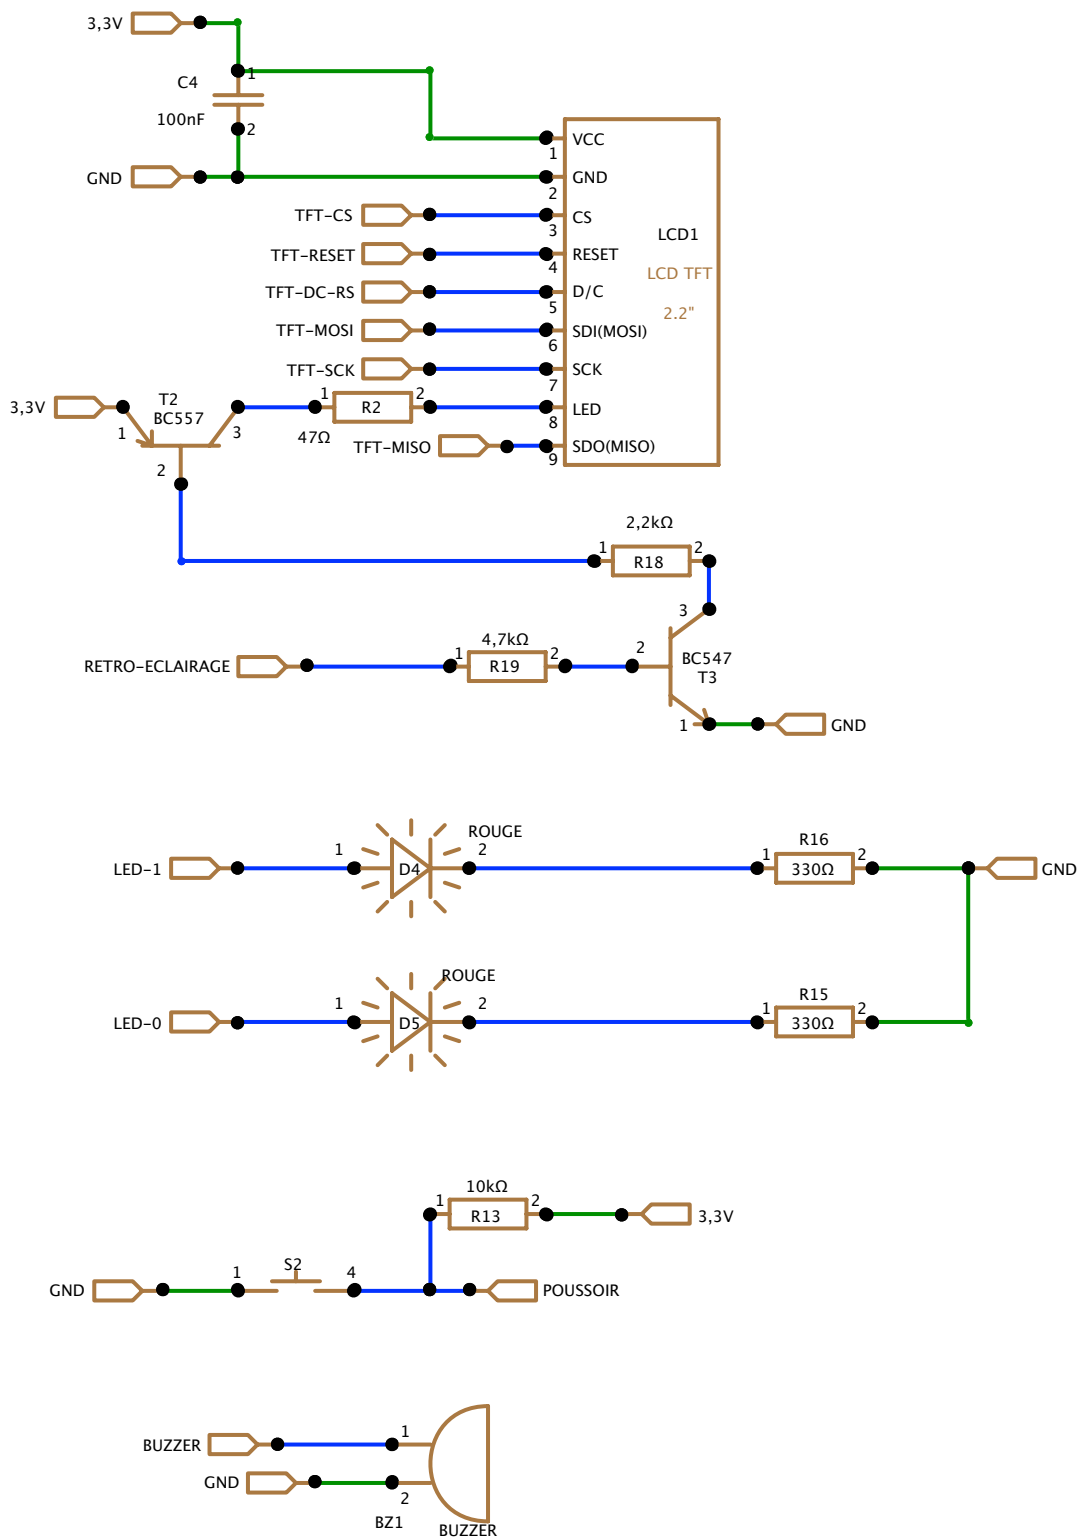 3,3V
1
C4
100nF
2
GND
VCC
1
GND
2
TFT-CS
CS
3
TFT-RESET
RESET
4
TFT-DC-RS
D/C
5
TFT-MOSI
SDI(MOSI)
6
TFT-SCK
SCK
7
LED
8
SDO(MISO)
9
LCD1
LCD TFT
2.2"
3,3V
T2
BC557
1
2
3
1
R2
2
47Ω
TFT-MISO
2,2kΩ
1
R18
2
3
RETRO-ECLAIRAGE
4,7kΩ
1
R19
2
2
BC547
T3
1
GND
LED-1
1
D4
ROUGE
2
R16
1
330Ω
2
GND
LED-0
1
D5
ROUGE
2
R15
1
330Ω
2
10kΩ
1
R13
2
3,3V
GND
1
S2
4
POUSSOIR
BUZZER
1
GND
2
BZ1
BUZZER